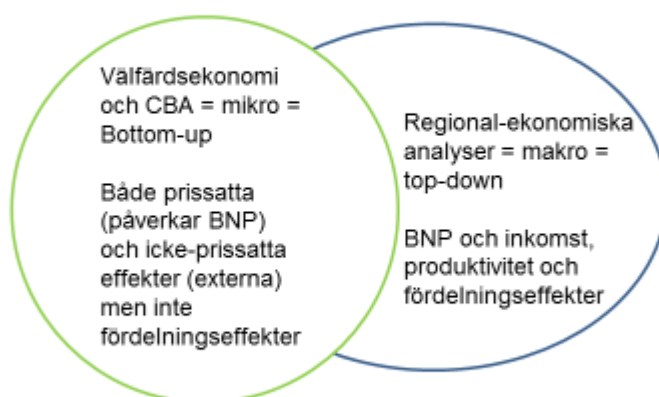 Välfärdsekonomi
och CBA = mikro =
Bottom-up
Både prissatta
(påverkar BNP)
och icke-prissatta
effekter (externa)
men inte
fördelningseffekter
Regional-ekonomiska
analyser = makro =
top-down
BNP och inkomst,
produktivitet och
fördelningseffekter